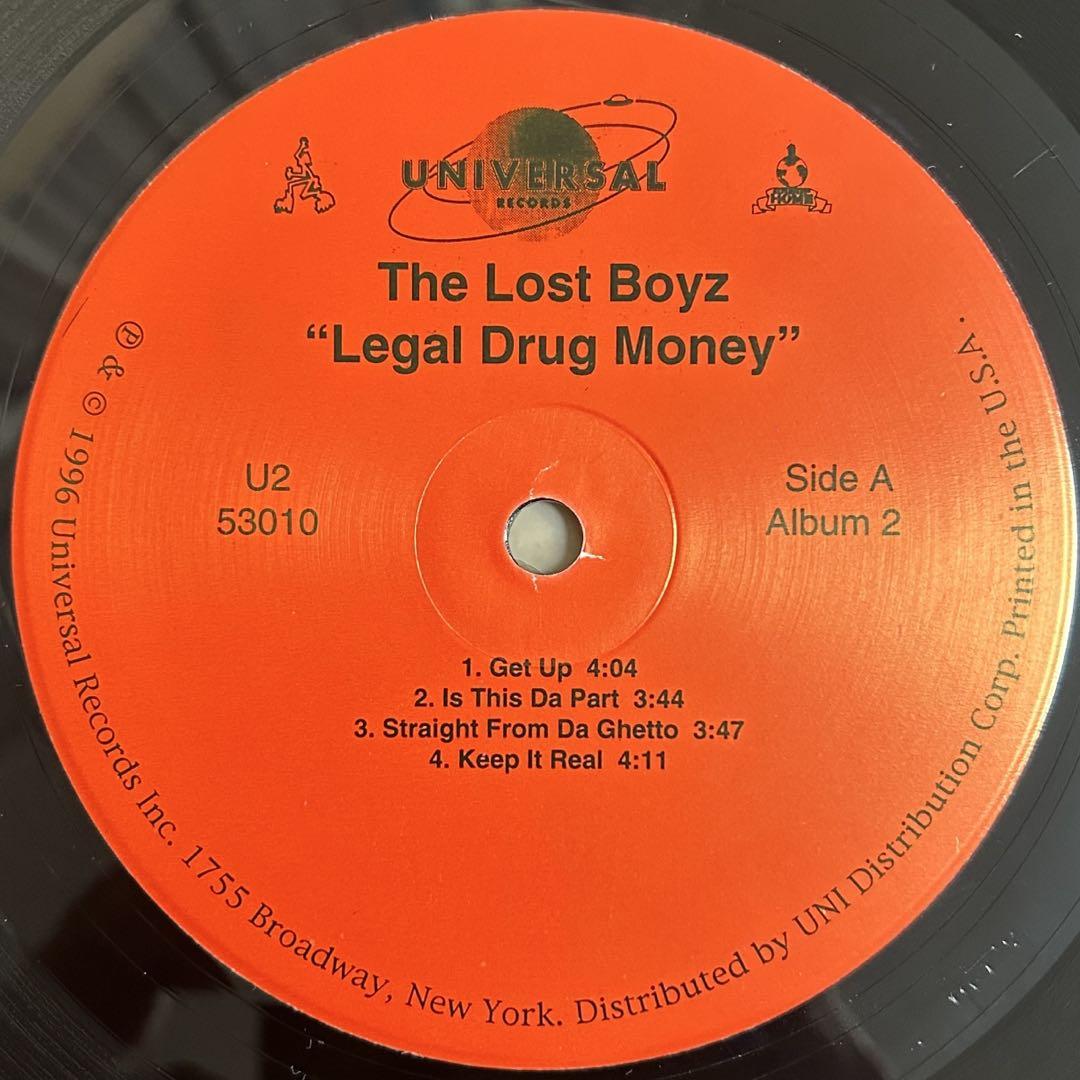 UNIVERSAL
RECORDS
HOME
The Lost Boyz
“Legal Drug Money”
U2
53010
Side A
Album 2
1. Get Up 4:04
2. Is This Da Part 3:44
3. Straight From Da Ghetto 3:47
4. Keep It Real 4:11
℗ & © 1996 Universal Records Inc. 1755 Broadway, New York. Distributed by UNI Distribution Corp. Printed in the U.S.A.